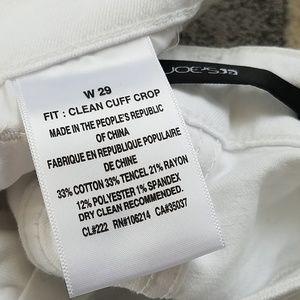 W 29
FIT : CLEAN CUFF CROP
MADE IN THE PEOPLE'S REPUBLIC
OF CHINA
FABRIQUE EN REPUBLIQUE POPULAIRE
DE CHINE
33% COTTON 33% TENCEL 21% RAYON
12% POLYESTER 1% SPANDEX
DRY CLEAN RECOMMENDED.
CL#222 RN#106214 CA#35037
JOE'S